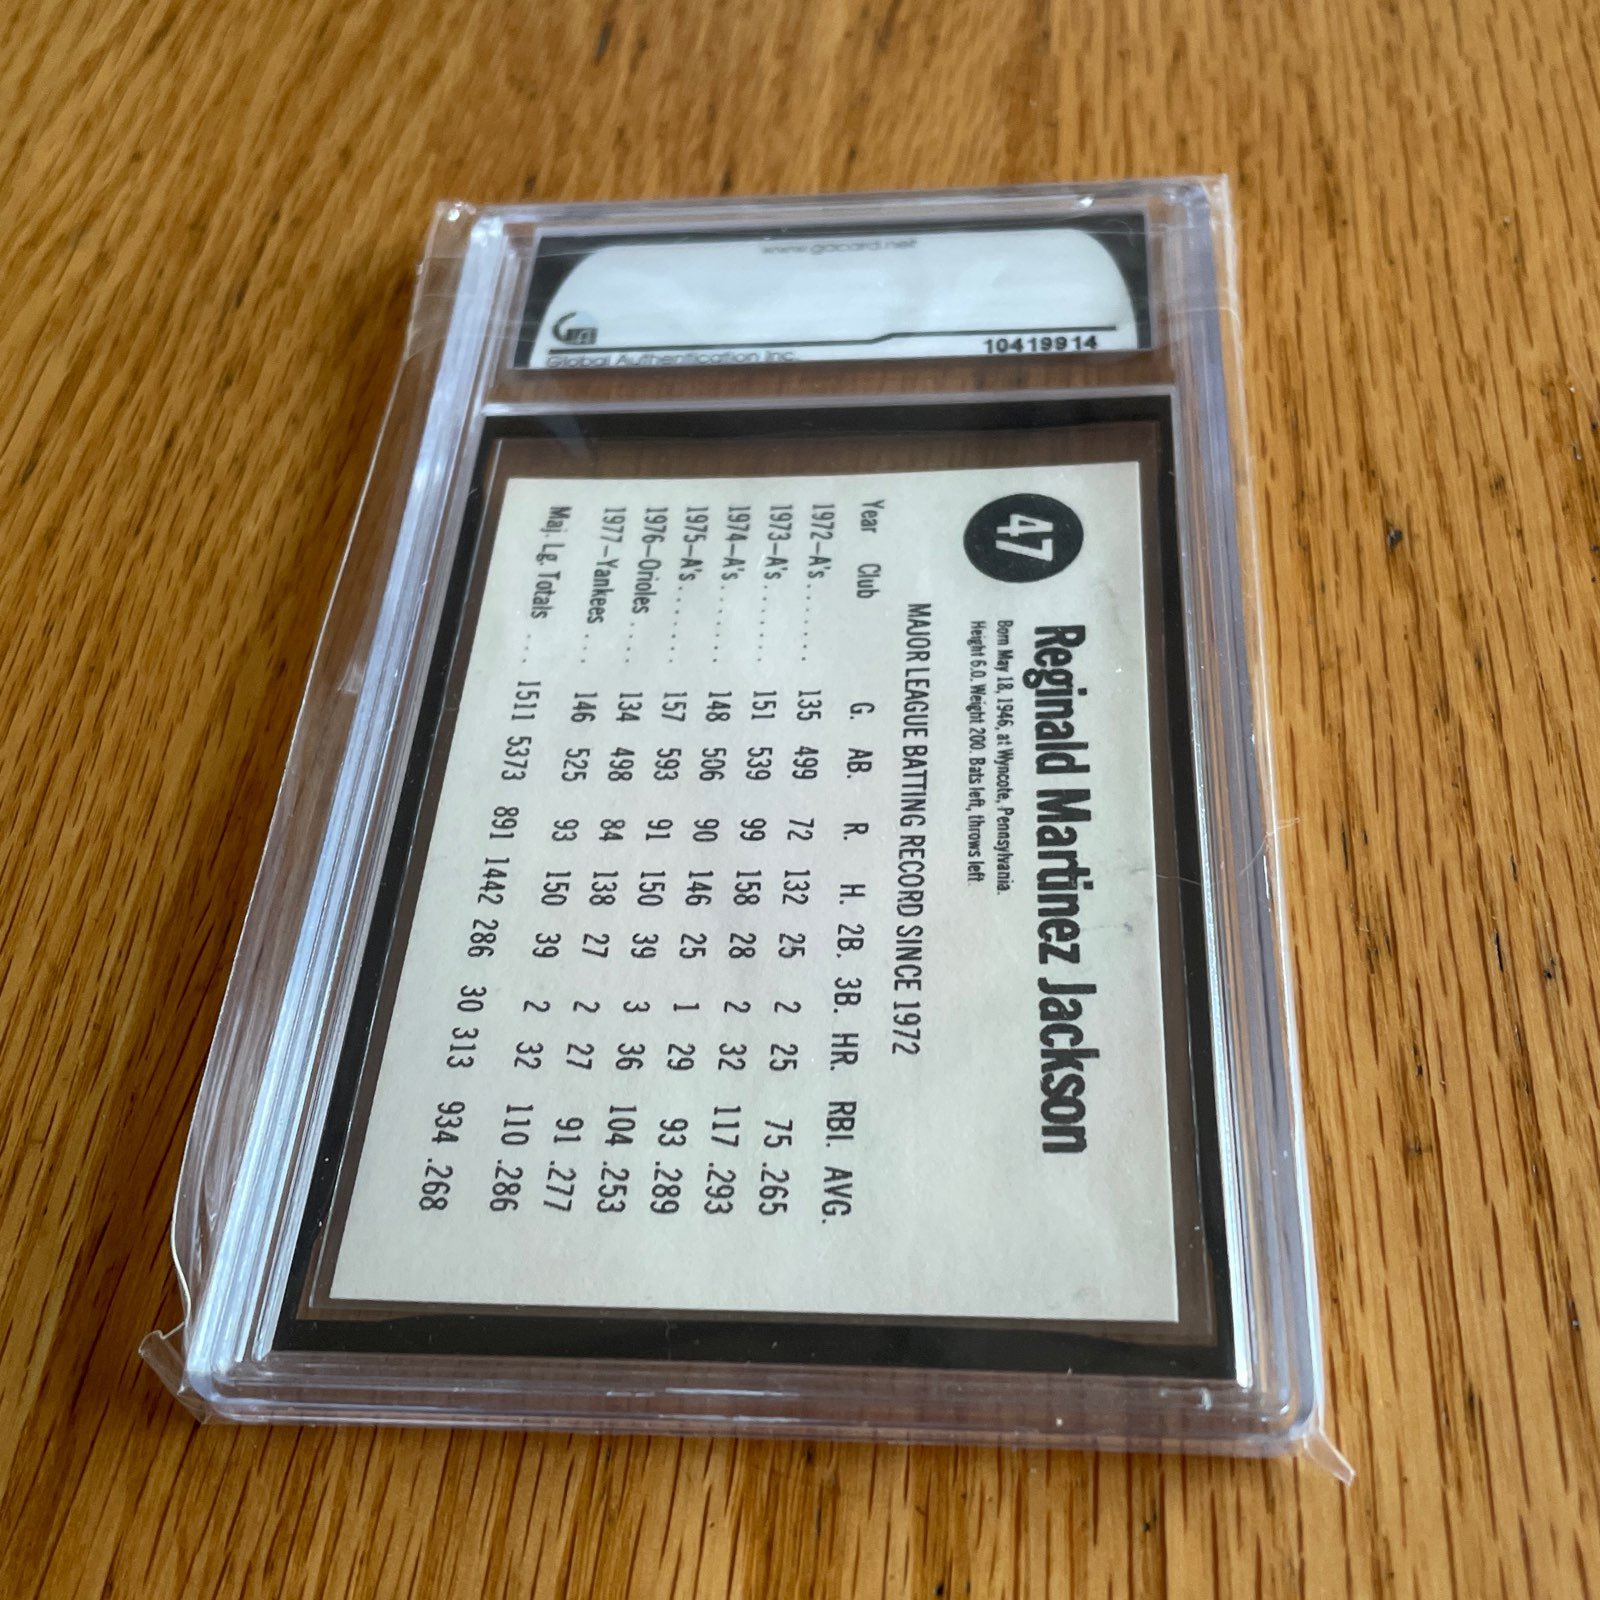 www.gacard.net
GA
Global Authentication Inc.
10419914
47
Reginald Martinez Jackson
Born May 18, 1946, at Wyncote, Pennsylvania.
Height 6.0. Weight 200. Bats left, throws left.
MAJOR LEAGUE BATTING RECORD SINCE 1972
Year Club G. AB. R. H. 2B. 3B. HR. RBI. AVG.
1972—A's....... 135 499 72 132 25 2 25 75 .265
1973—A's....... 151 539 99 158 28 2 32 117 .293
1974—A's....... 148 506 90 146 25 1 29 93 .289
1975—A's....... 157 593 91 150 39 3 36 104 .253
1976—Orioles.... 134 498 84 138 27 2 27 91 .277
1977—Yankees... 146 525 93 150 39 2 32 110 .286
Maj. Lg. Totals ... 1511 5373 891 1442 286 30 313 934 .268